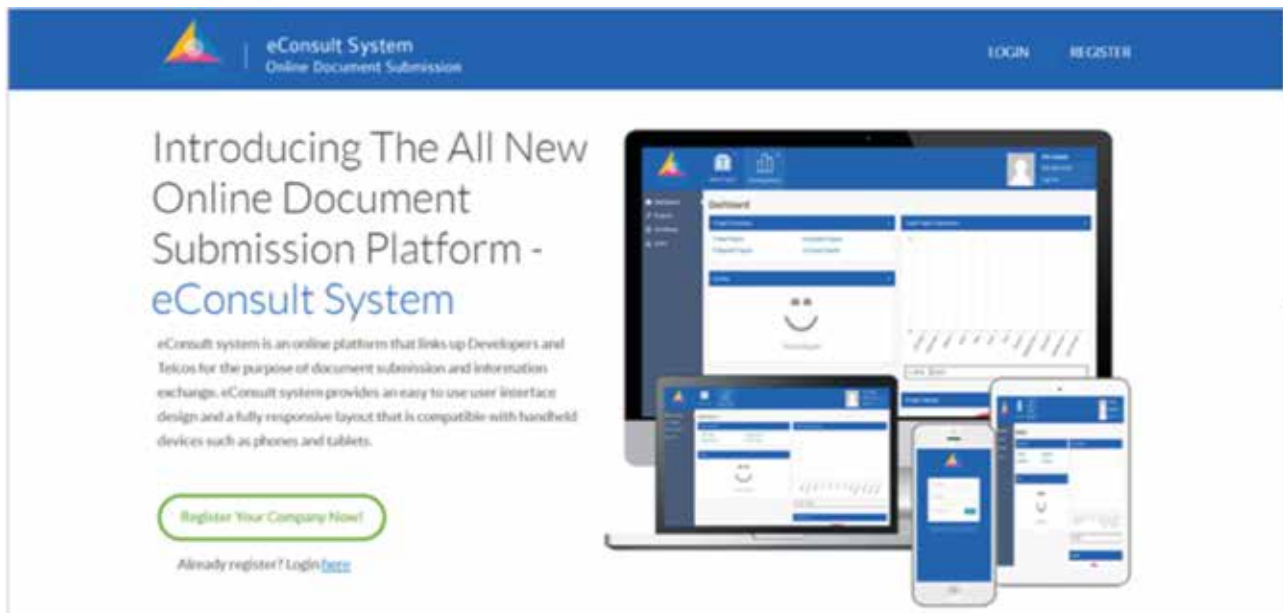 eConsult System
Online Document Submission
LOGIN REGISTER
Introducing The All New
Online Document
Submission Platform -
eConsult System
eConsult system is an online platform that links up Developers and
Telcos for the purpose of document submission and information
exchange. eConsult system provides an easy to use user interface
design and a fully responsive layout that is compatible with handheld
devices such as phones and tablets.
Register Your Company Now!
Already register? Login here
Dashboard